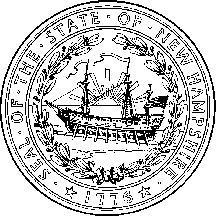 SEAL · OF · THE · STATE · OF · NEW HAMPSHIRE ·
1776